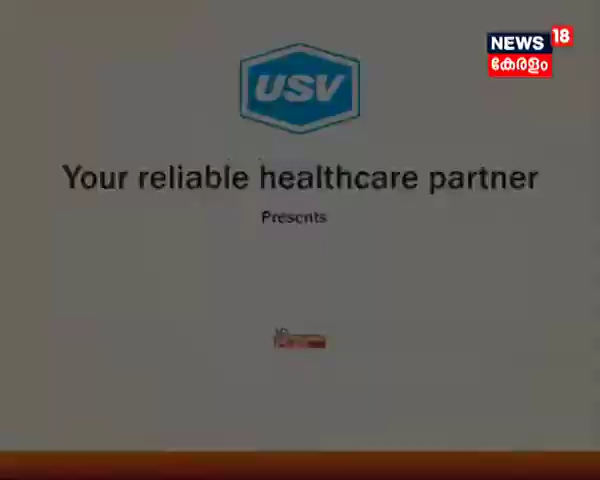 NEWS 18
കേരളം
USV
Your reliable healthcare partner
Presents